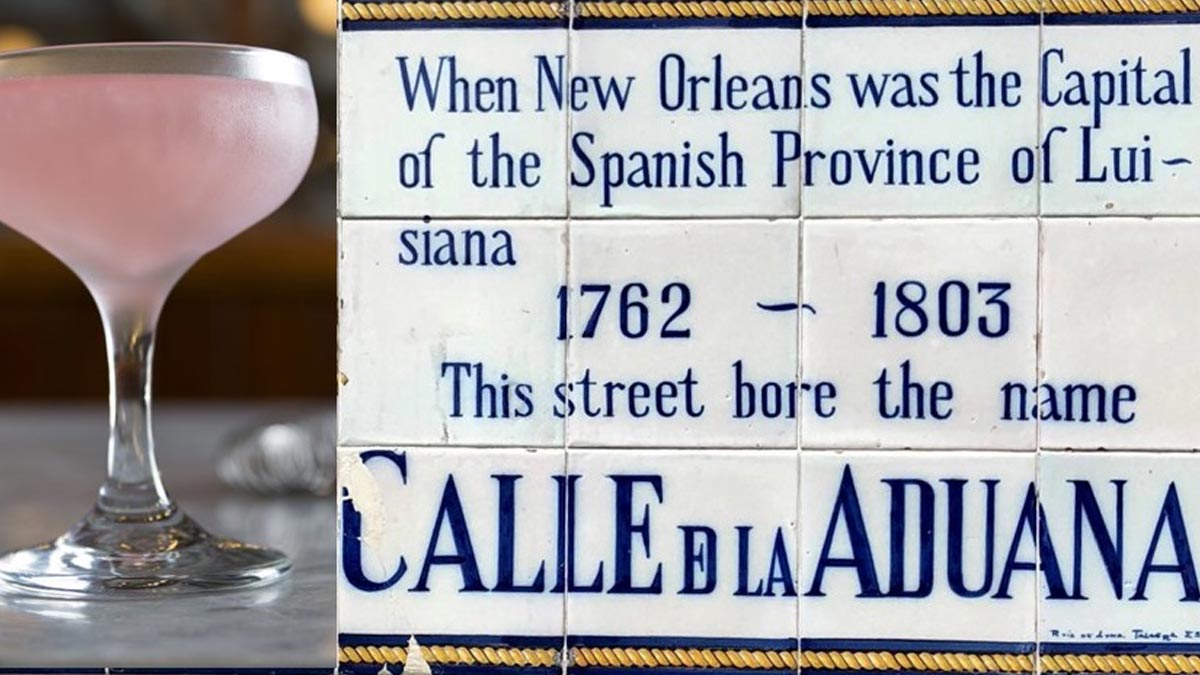 When New Orleans was the Capital
of the Spanish Province of Lui~
siana
1762 ~ 1803
This street bore the name
CALLE DE LA ADUANA